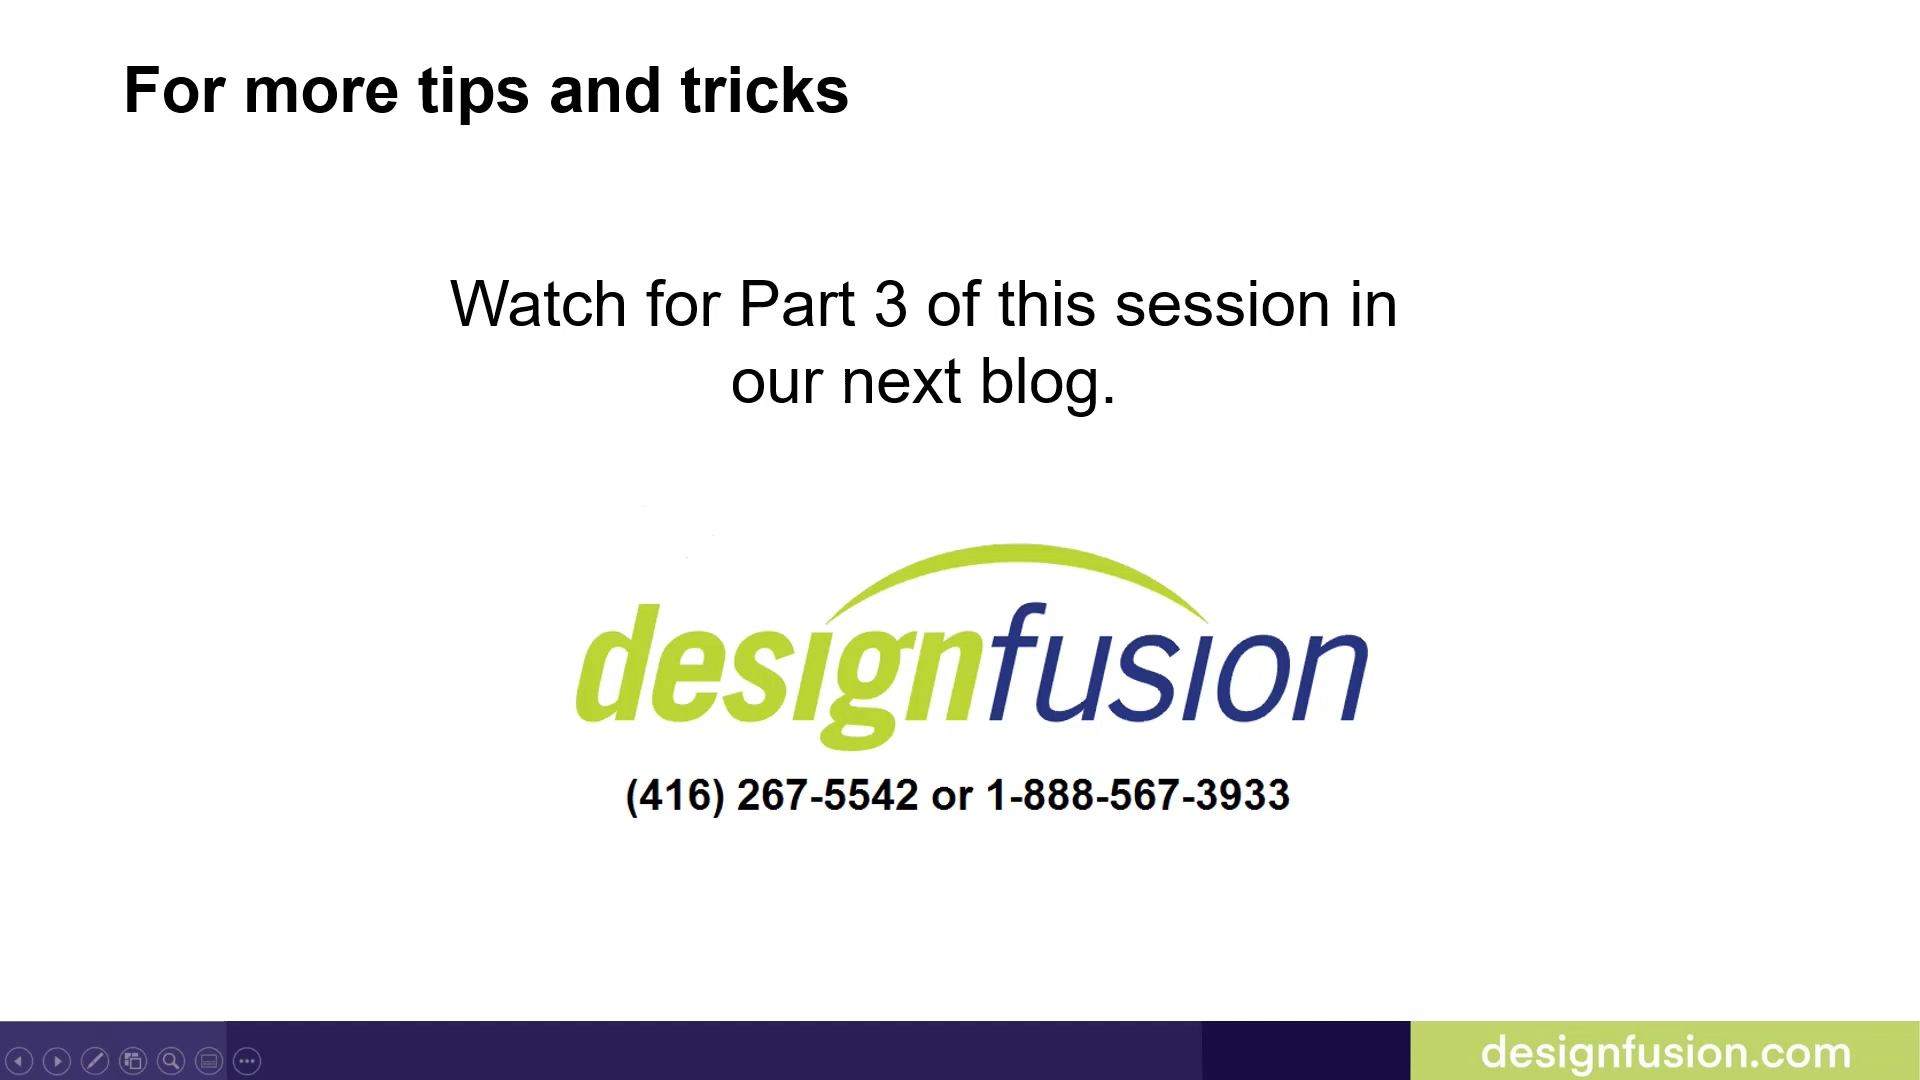 For more tips and tricks
Watch for Part 3 of this session in
our next blog.
designfusion
(416) 267-5542 or 1-888-567-3933
designfusion.com